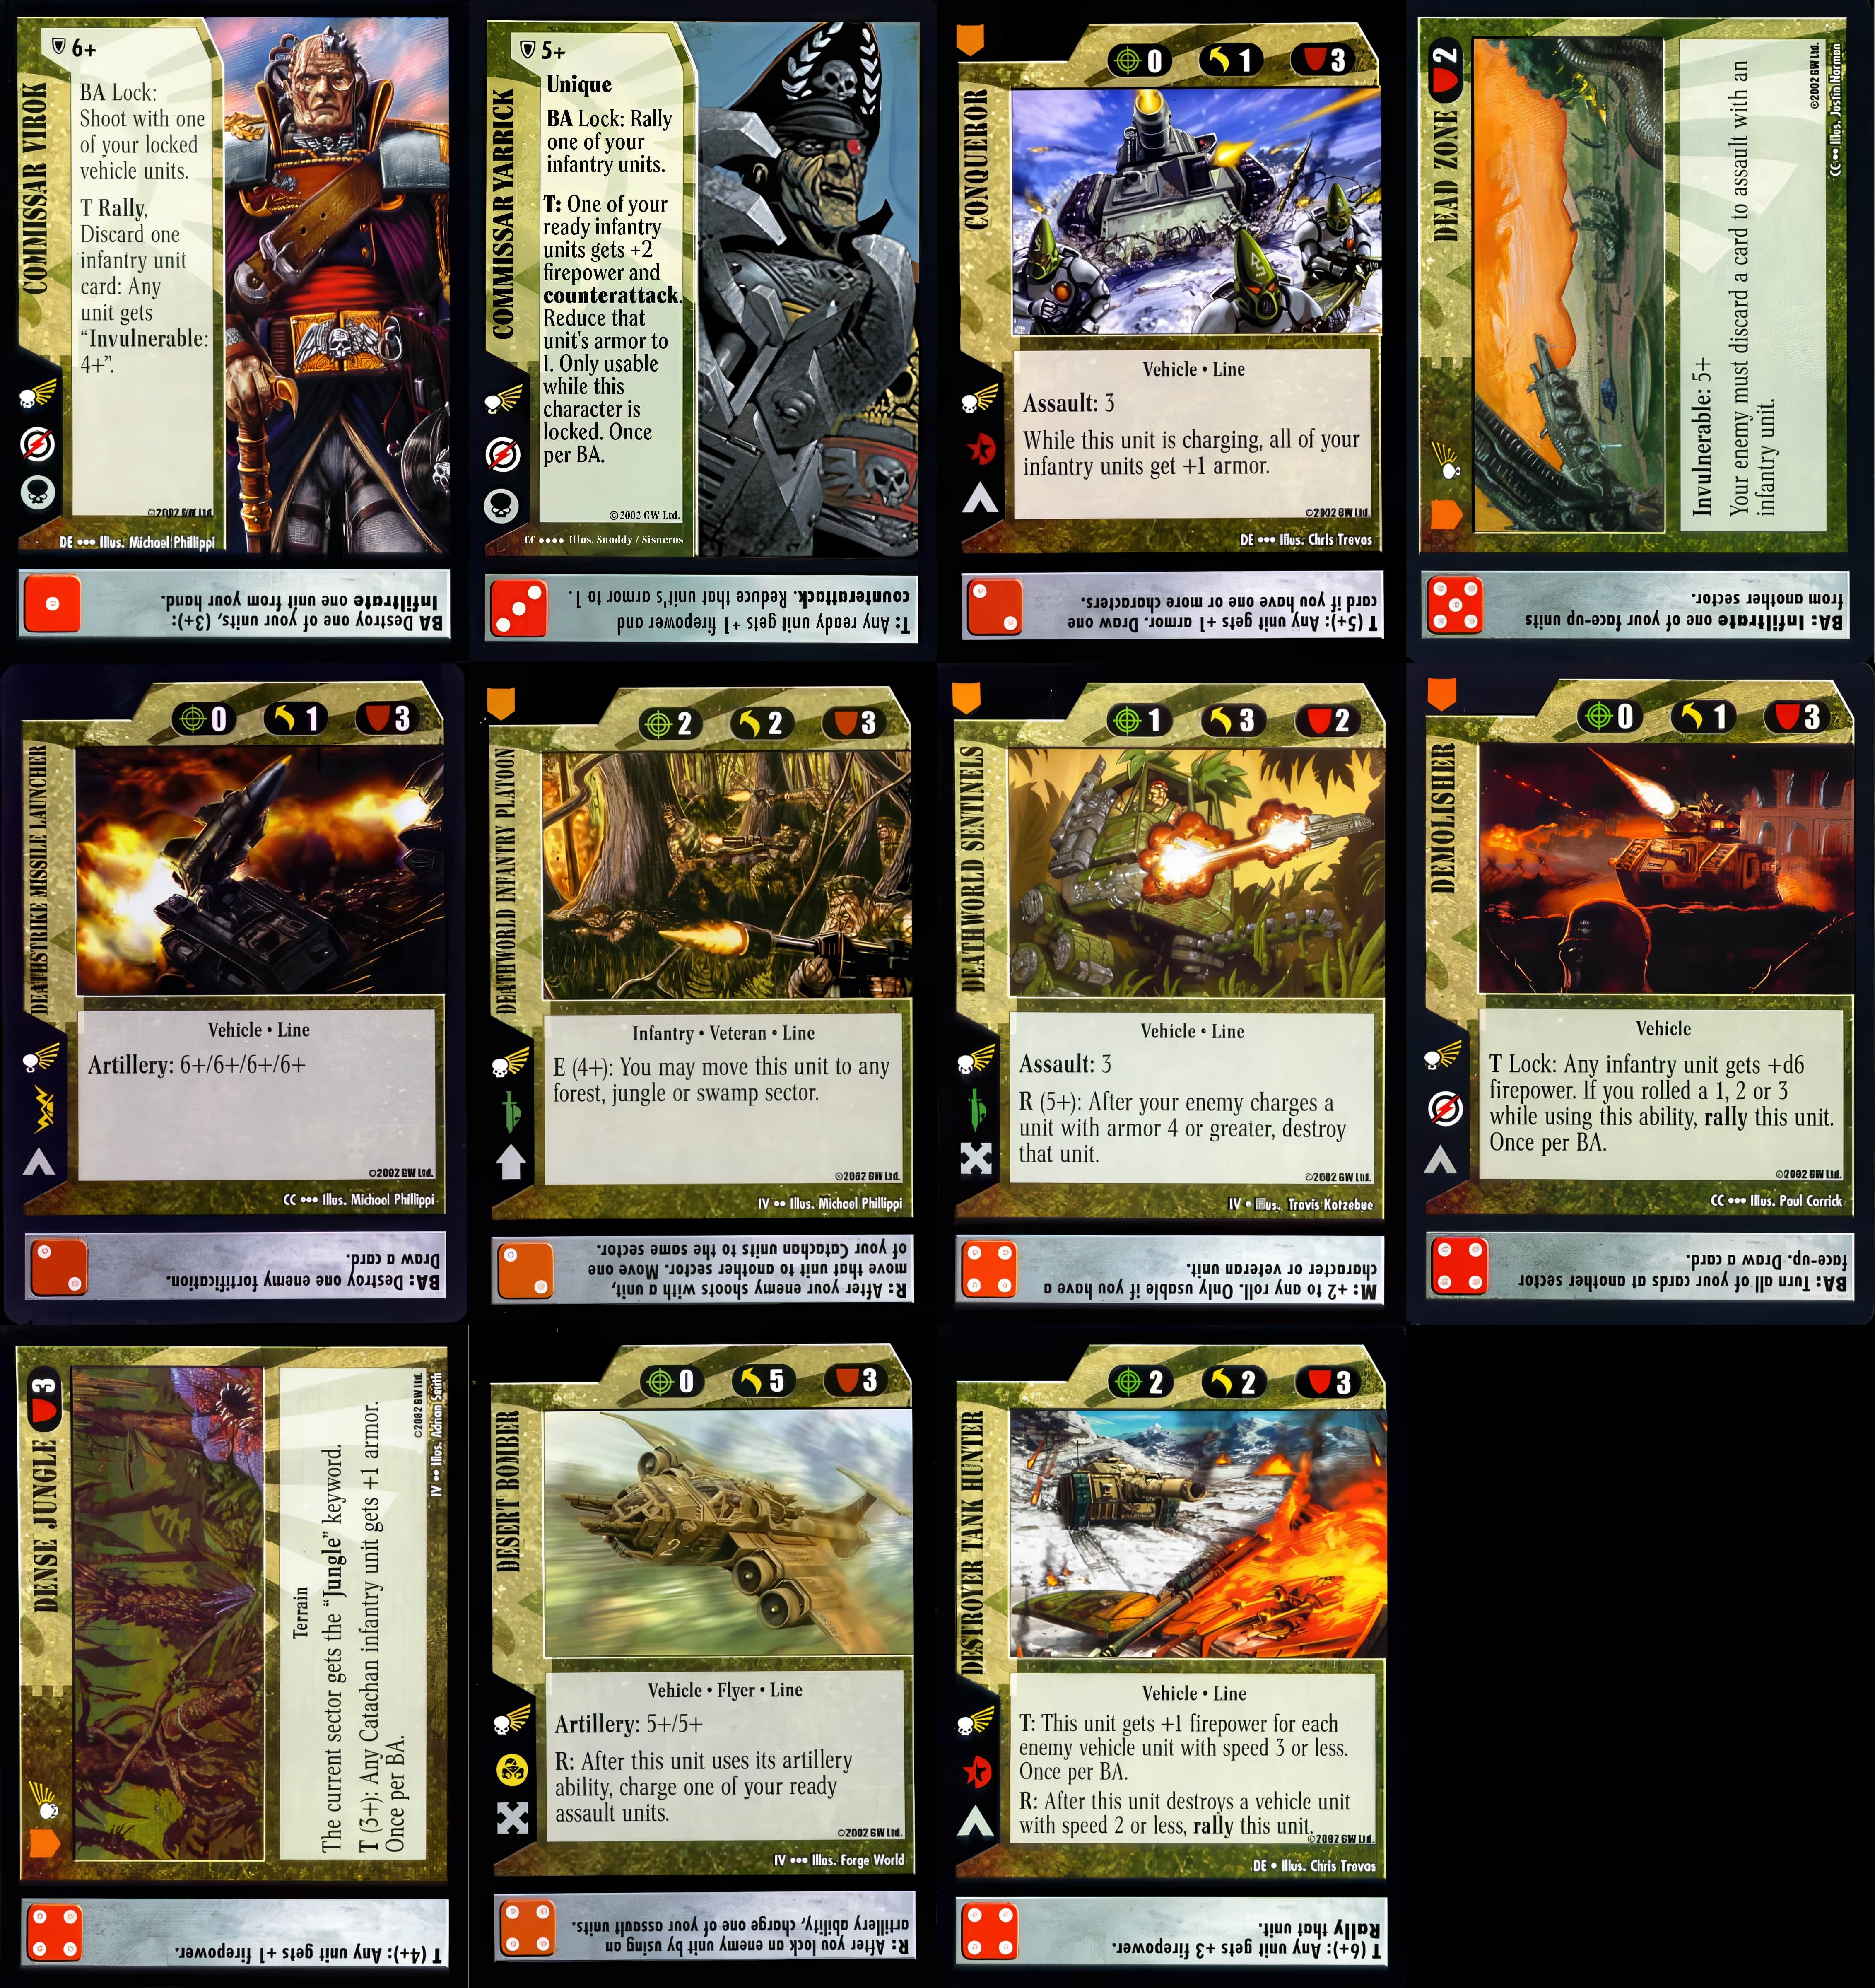 COMMISSAR VIROK
6+
BA Lock:
Shoot with one
of your locked
vehicle units.
T Rally,
Discard one
infantry unit
card: Any
unit gets
“Invulnerable:
4+”.
©2002 GW Ltd.
DE ••• Illus. Michael Phillippi
BA Destroy one of your units, (3+):
Infiltrate one unit from your hand.
COMMISSAR YARRICK
5+
Unique
BA Lock: Rally
one of your
infantry units.
T: One of your
ready infantry
units gets +2
firepower and
counterattack.
Reduce that
unit's armor to
1. Only usable
while this
character is
locked. Once
per BA.
©2002 GW Ltd.
CC •••• Illus. Snoddy / Sisneros
T: Any ready unit gets +1 firepower and
counterattack. Reduce that unit's armor to 1.
CONQUEROR
0 1 3
Vehicle • Line
Assault: 3
While this unit is charging, all of your
infantry units get +1 armor.
©2002 GW Ltd.
DE ••• Illus. Chris Trevas
T (5+): Any unit gets +1 armor. Draw one
card if you have one or more characters.
DEAD ZONE
2
Invulnerable: 5+
Your enemy must discard a card to assault with an
infantry unit.
©2002 GW Ltd.
CC •• Illus. Justin Norman
BA: Infiltrate one of your face-up units
from another sector.
DEATHSTRIKE MISSILE LAUNCHER
0 1 3
Vehicle • Line
Artillery: 6+/6+/6+/6+
©2002 GW Ltd.
CC ••• Illus. Michael Phillippi
BA: Destroy one enemy fortification.
Draw a card.
DEATHWORLD INFANTRY PLATOON
2 2 3
Infantry • Veteran • Line
E (4+): You may move this unit to any
forest, jungle or swamp sector.
©2002 GW Ltd.
IV •• Illus. Michael Phillippi
R: After your enemy shoots with a unit,
move that unit to another sector. Move one
of your Catachan units to the same sector.
DEATHWORLD SENTINELS
1 3 2
Vehicle • Line
Assault: 3
R (5+): After your enemy charges a
unit with armor 4 or greater, destroy
that unit.
©2002 GW Ltd.
IV • Illus. Travis Kotzebue
M: +2 to any roll. Only usable if you have a
character or veteran unit.
DEMOLISHER
0 1 3
Vehicle
T Lock: Any infantry unit gets +d6
firepower. If you rolled a 1, 2 or 3
while using this ability, rally this unit.
Once per BA.
©2002 GW Ltd.
CC ••• Illus. Paul Carrick
BA: Turn all of your cards at another sector
face-up. Draw a card.
DENSE JUNGLE
3
Terrain
The current sector gets the “Jungle” keyword.
T (3+): Any Catachan infantry unit gets +1 armor.
Once per BA.
©2002 GW Ltd.
IV •• Illus. Adrian Smith
T (4+): Any unit gets +1 firepower.
DESERT BOMBER
0 5 3
2
Vehicle • Flyer • Line
Artillery: 5+/5+
R: After this unit uses its artillery
ability, charge one of your ready
assault units.
©2002 GW Ltd.
IV ••• Illus. Forge World
R: After you lock an enemy unit by using an
artillery ability, charge one of your assault units.
DESTROYER TANK HUNTER
2 2 3
Vehicle • Line
T: This unit gets +1 firepower for each
enemy vehicle unit with speed 3 or less.
Once per BA.
R: After this unit destroys a vehicle unit
with speed 2 or less, rally this unit.
©2002 GW Ltd.
DE • Illus. Chris Trevas
T (6+): Any unit gets +3 firepower.
Rally that unit.